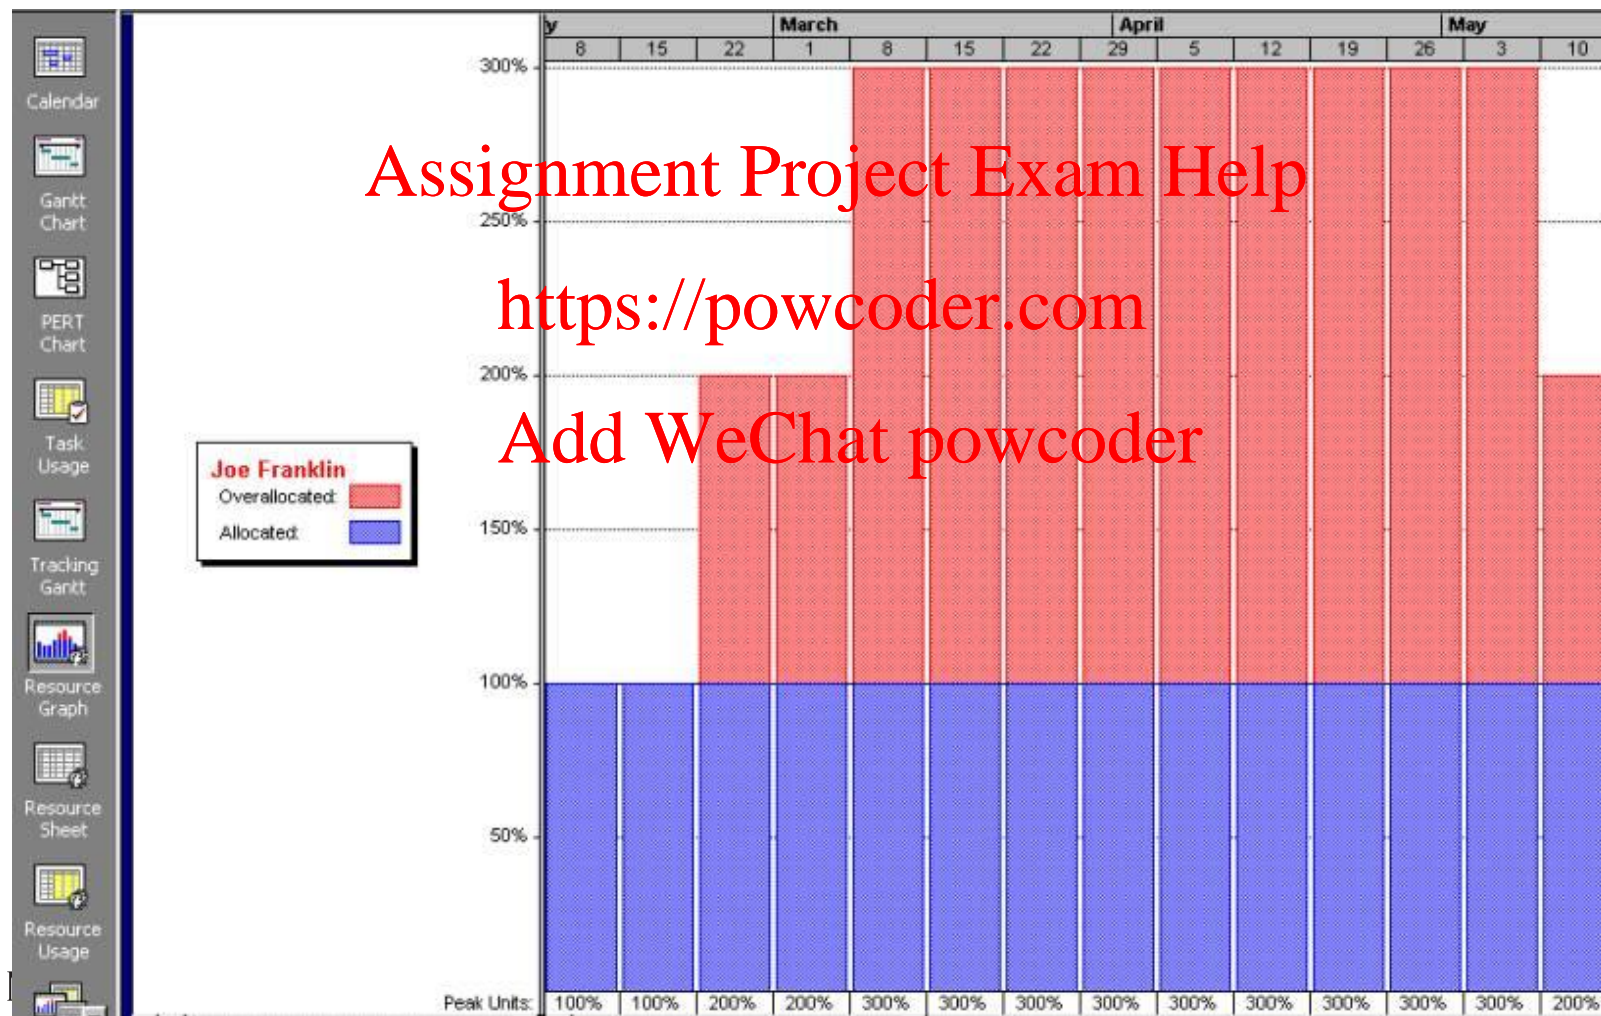 y
March
April
May
8 15 22 1 8 15 22 29 5 12 19 26 3 10
Calendar
Gantt
Chart
PERT
Chart
Task
Usage
Tracking
Gantt
Resource
Graph
Resource
Sheet
Resource
Usage
Joe Franklin
Overallocated:
Allocated:
300%
250%
200%
150%
100%
50%
Assignment Project Exam Help
https://powcoder.com
Add WeChat powcoder
Peak Units: 100% 100% 200% 200% 300% 300% 300% 300% 300% 300% 300% 300% 300% 200%